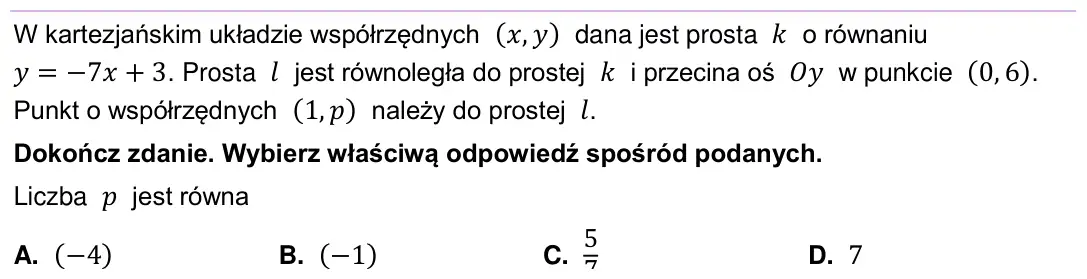 W kartezjańskim układzie współrzędnych (x, y) dana jest prosta k o równaniu
y = −7x + 3. Prosta l jest równoległa do prostej k i przecina oś Oy w punkcie (0, 6).
Punkt o współrzędnych (1, p) należy do prostej l.
Dokończ zdanie. Wybierz właściwą odpowiedź spośród podanych.
Liczba p jest równa
A. (−4) B. (−1) C. 5/7 D. 7